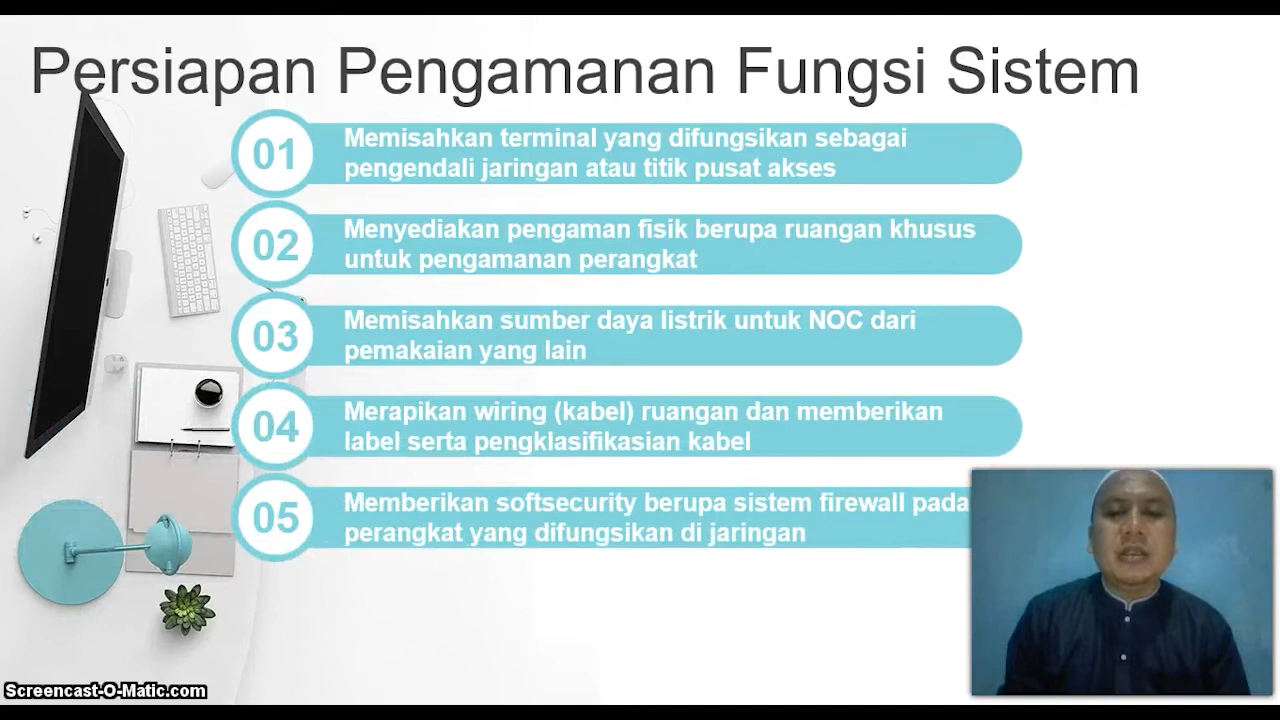 Persiapan Pengamanan Fungsi Sistem
01
Memisahkan terminal yang difungsikan sebagai
pengendali jaringan atau titik pusat akses
02
Menyediakan pengaman fisik berupa ruangan khusus
untuk pengamanan perangkat
03
Memisahkan sumber daya listrik untuk NOC dari
pemakaian yang lain
04
Merapikan wiring (kabel) ruangan dan memberikan
label serta pengklasifikasian kabel
05
Memberikan softsecurity berupa sistem firewall pada
perangkat yang difungsikan di jaringan
Screencast-O-Matic.com